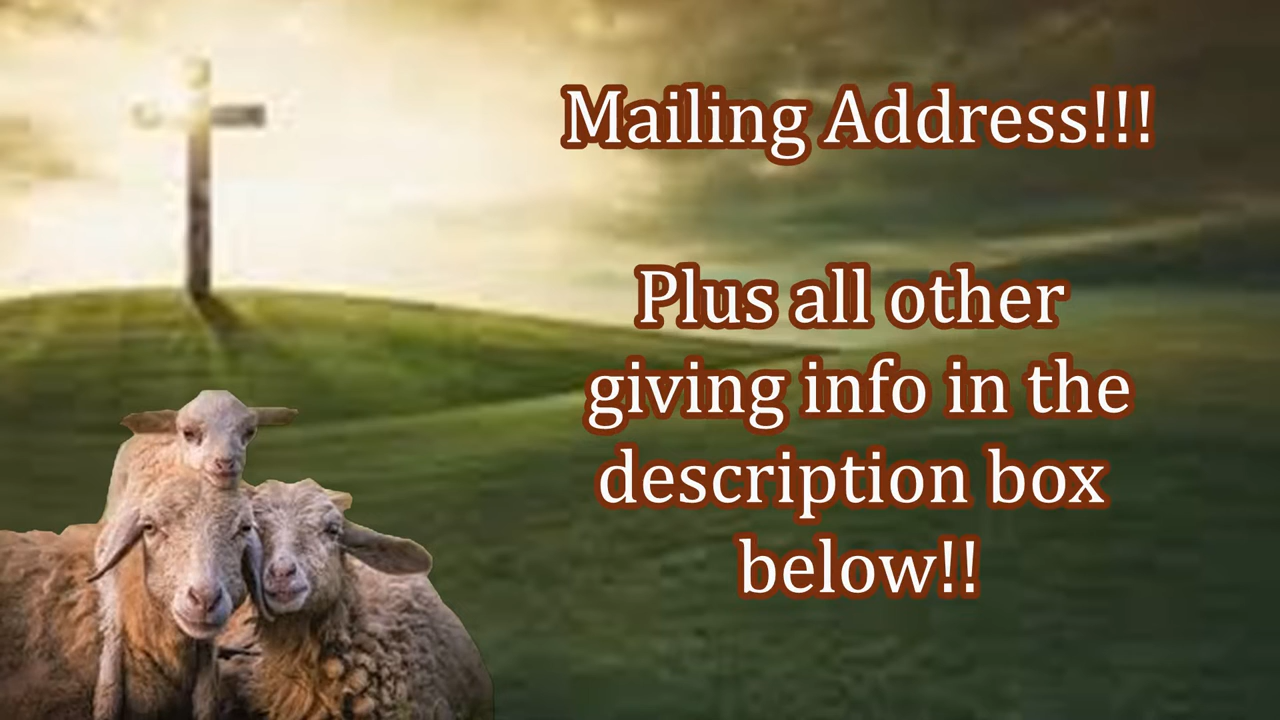 Mailing Address!!!
Plus all other
giving info in the
description box
below!!